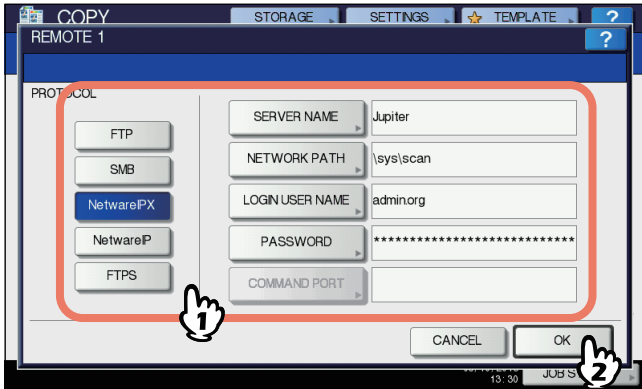 COPY STORAGE SETTINGS TEMPLATE ?
REMOTE 1 ?
PROTOCOL
FTP
SMB
NetwareIPX
NetwareIP
FTPS
SERVER NAME Jupiter
NETWORK PATH \sys\scan
LOGIN USER NAME admin.org
PASSWORD ****************************
COMMAND PORT
1
CANCEL OK
2
13:30 JOB S